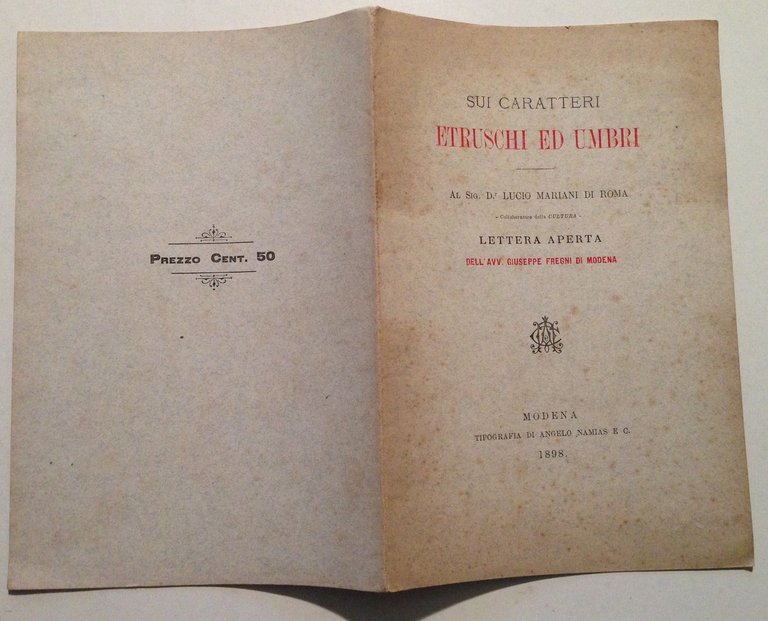 PREZZO CENT. 50
SUI CARATTERI
ETRUSCHI ED UMBRI
AL SIG. D.r LUCIO MARIANI DI ROMA
- Collaboratore della CULTURA -
LETTERA APERTA
DELL'AVV. GIUSEPPE FREGNI DI MODENA
MODENA
TIPOGRAFIA DI ANGELO NAMIAS E C.
1898.